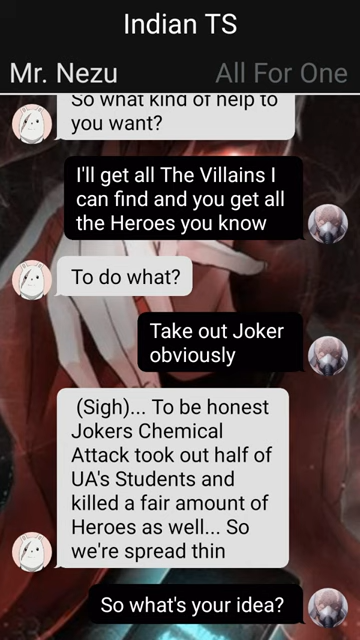 Indian TS
Mr. Nezu All For One
So what kind of help to
you want?
I'll get all The Villains I
can find and you get all
the Heroes you know
To do what?
Take out Joker
obviously
(Sigh)... To be honest
Jokers Chemical
Attack took out half of
UA's Students and
killed a fair amount of
Heroes as well... So
we're spread thin
So what's your idea?